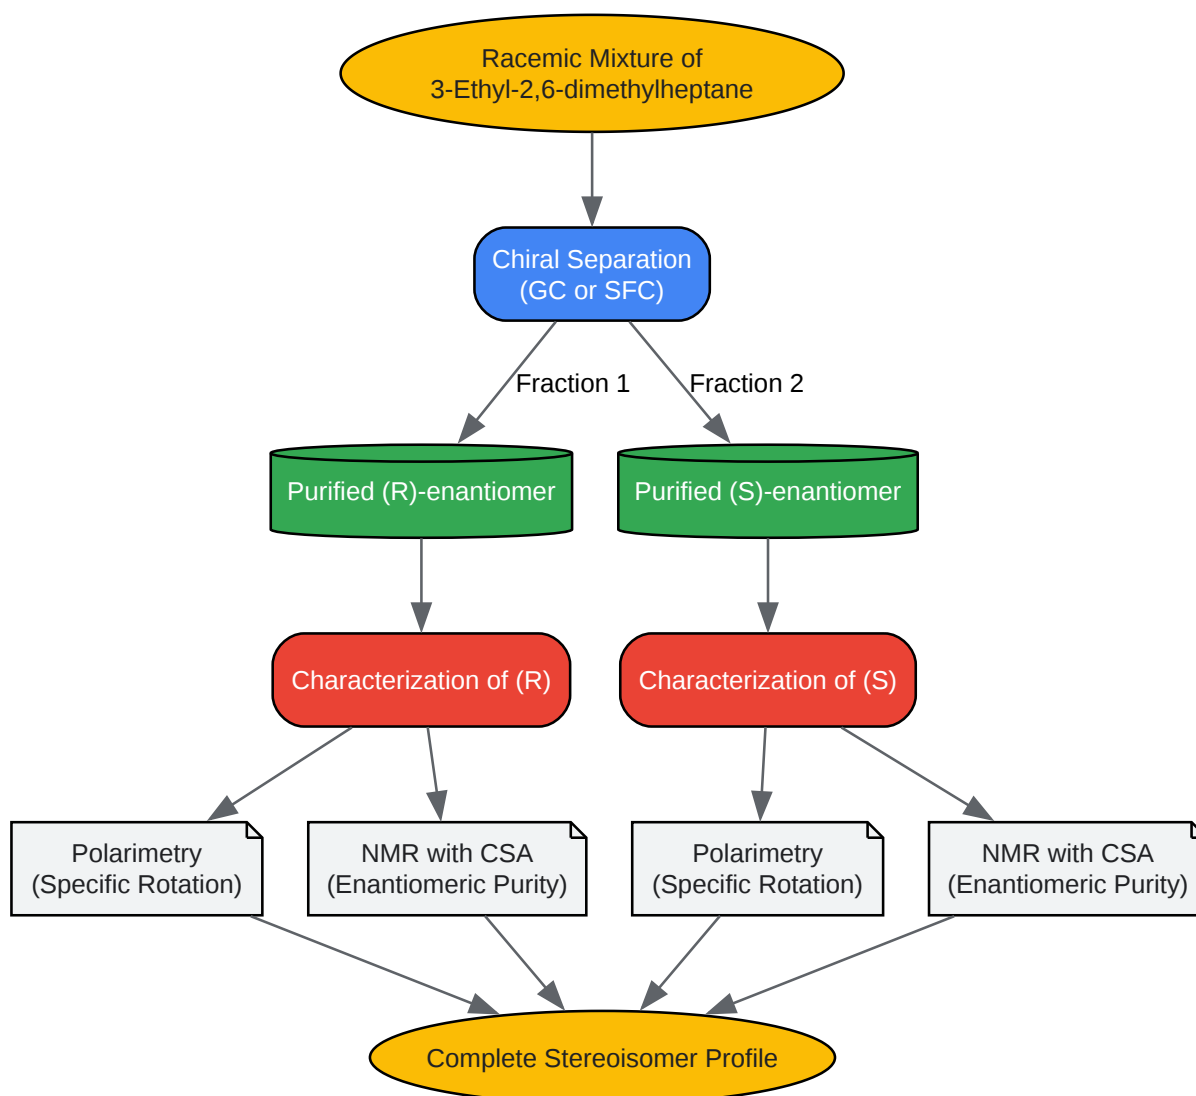 Racemic Mixture of
3-Ethyl-2,6-dimethylheptane
Chiral Separation
(GC or SFC)
Fraction 1
Fraction 2
Purified (R)-enantiomer
Purified (S)-enantiomer
Characterization of (R)
Characterization of (S)
Polarimetry
(Specific Rotation)
NMR with CSA
(Enantiomeric Purity)
Polarimetry
(Specific Rotation)
NMR with CSA
(Enantiomeric Purity)
Complete Stereoisomer Profile